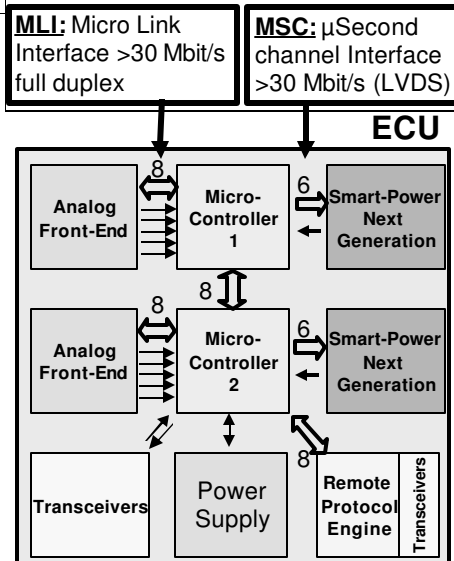 MLI: Micro Link
Interface >30 Mbit/s
full duplex
MSC: µSecond
channel Interface
>30 Mbit/s (LVDS)
ECU
8
Analog
Front-End
Micro-
Controller
1
6
Smart-Power
Next
Generation
8
8
Analog
Front-End
Micro-
Controller
2
6
Smart-Power
Next
Generation
8
Transceivers
Power
Supply
Remote
Protocol
Engine
Transceivers